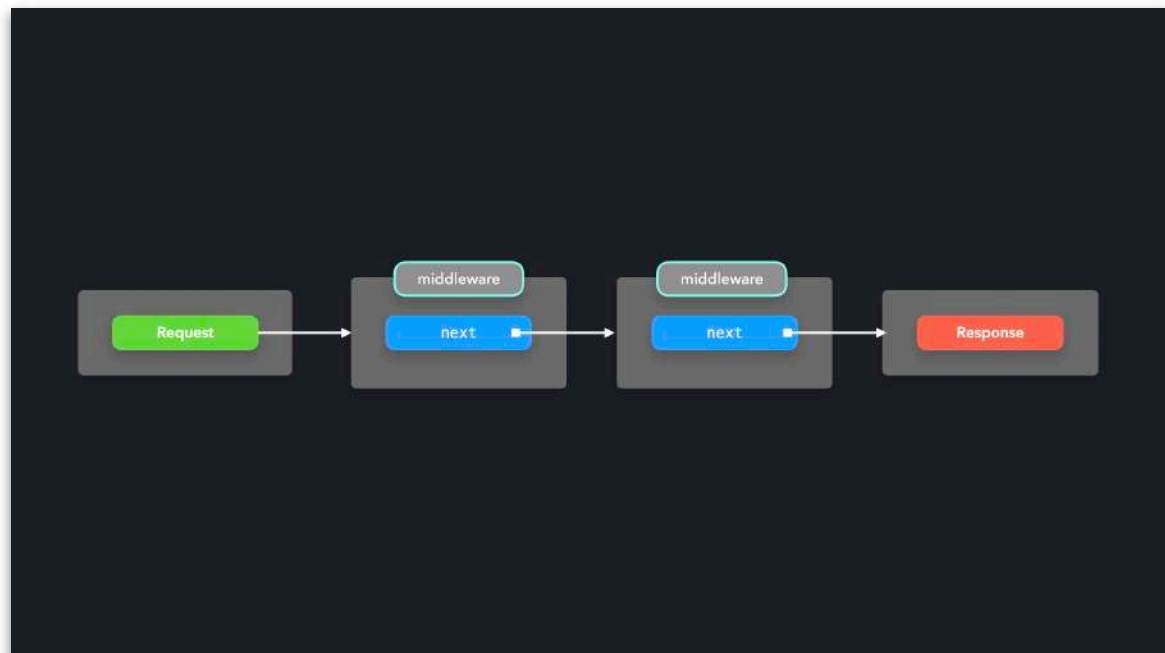 middleware
middleware
Request
next
next
Response